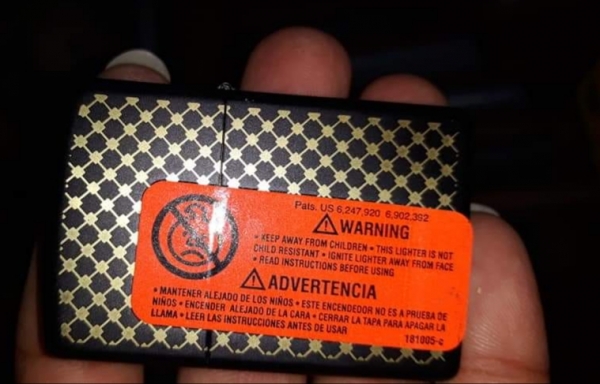 Pats. US 6,247,920 6,902,392
⚠ WARNING
• KEEP AWAY FROM CHILDREN • THIS LIGHTER IS NOT
CHILD RESISTANT • IGNITE LIGHTER AWAY FROM FACE
• READ INSTRUCTIONS BEFORE USING
⚠ ADVERTENCIA
• MANTENER ALEJADO DE LOS NIÑOS • ESTE ENCENDEDOR NO ES A PRUEBA DE
NIÑOS • ENCENDER ALEJADO DE LA CARA • CERRAR LA TAPA PARA APAGAR LA
LLAMA • LEER LAS INSTRUCCIONES ANTES DE USAR
181005-c